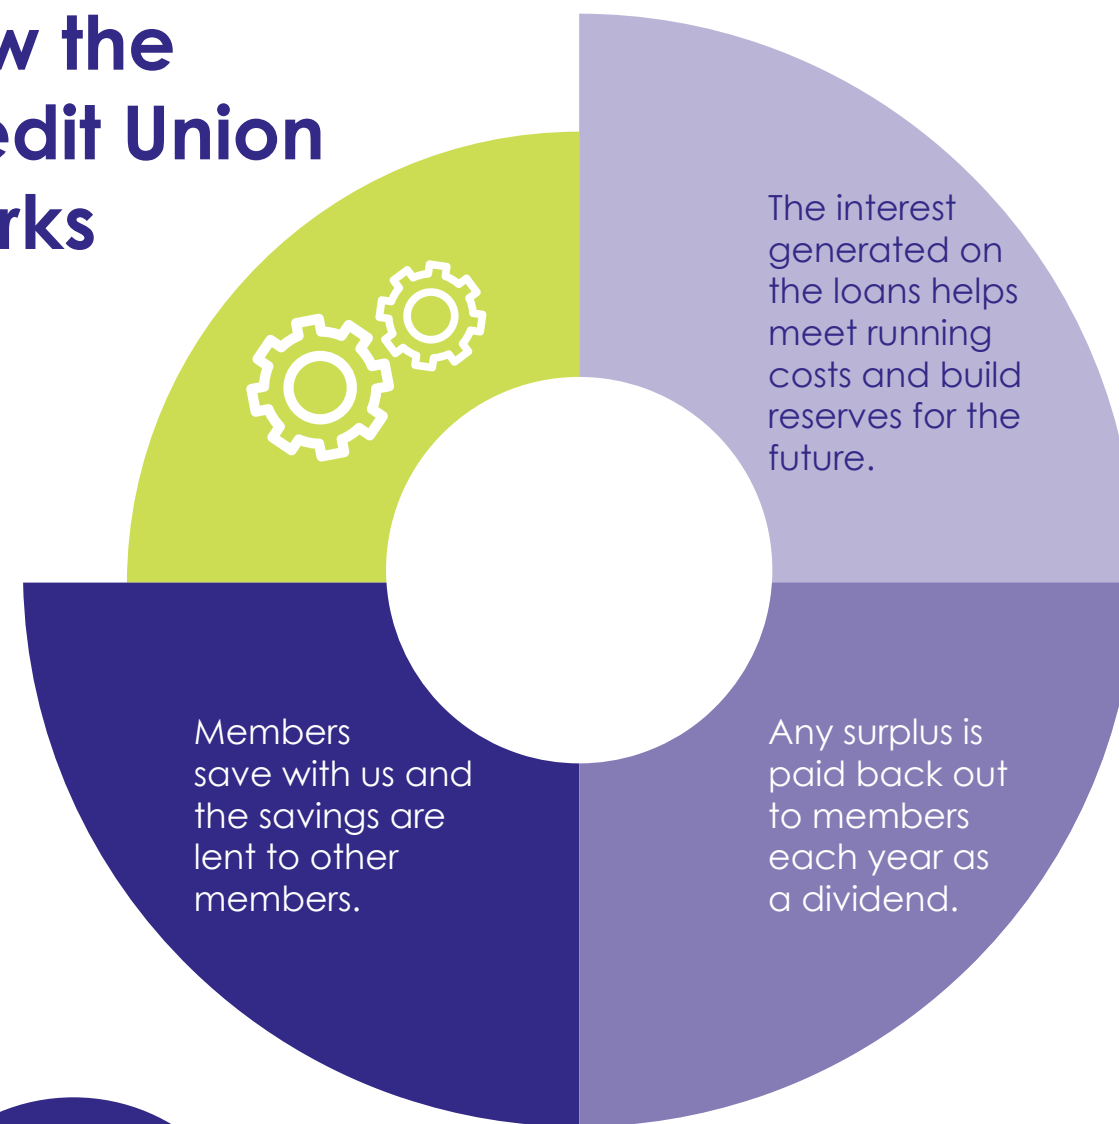 w the
edit Union
rks
The interest
generated on
the loans helps
meet running
costs and build
reserves for the
future.
Members
save with us and
the savings are
lent to other
members.
Any surplus is
paid back out
to members
each year as
a dividend.